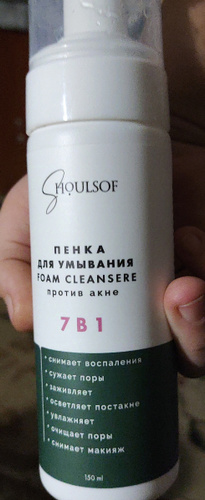 SHOULSOF
ПЕНКА
ДЛЯ УМЫВАНИЯ
FOAM CLEANSERE
против акне
7 В 1
• снимает воспаления
• сужает поры
• заживляет
• осветляет постакне
• увлажняет
• очищает поры
• снимает макияж
150 ml